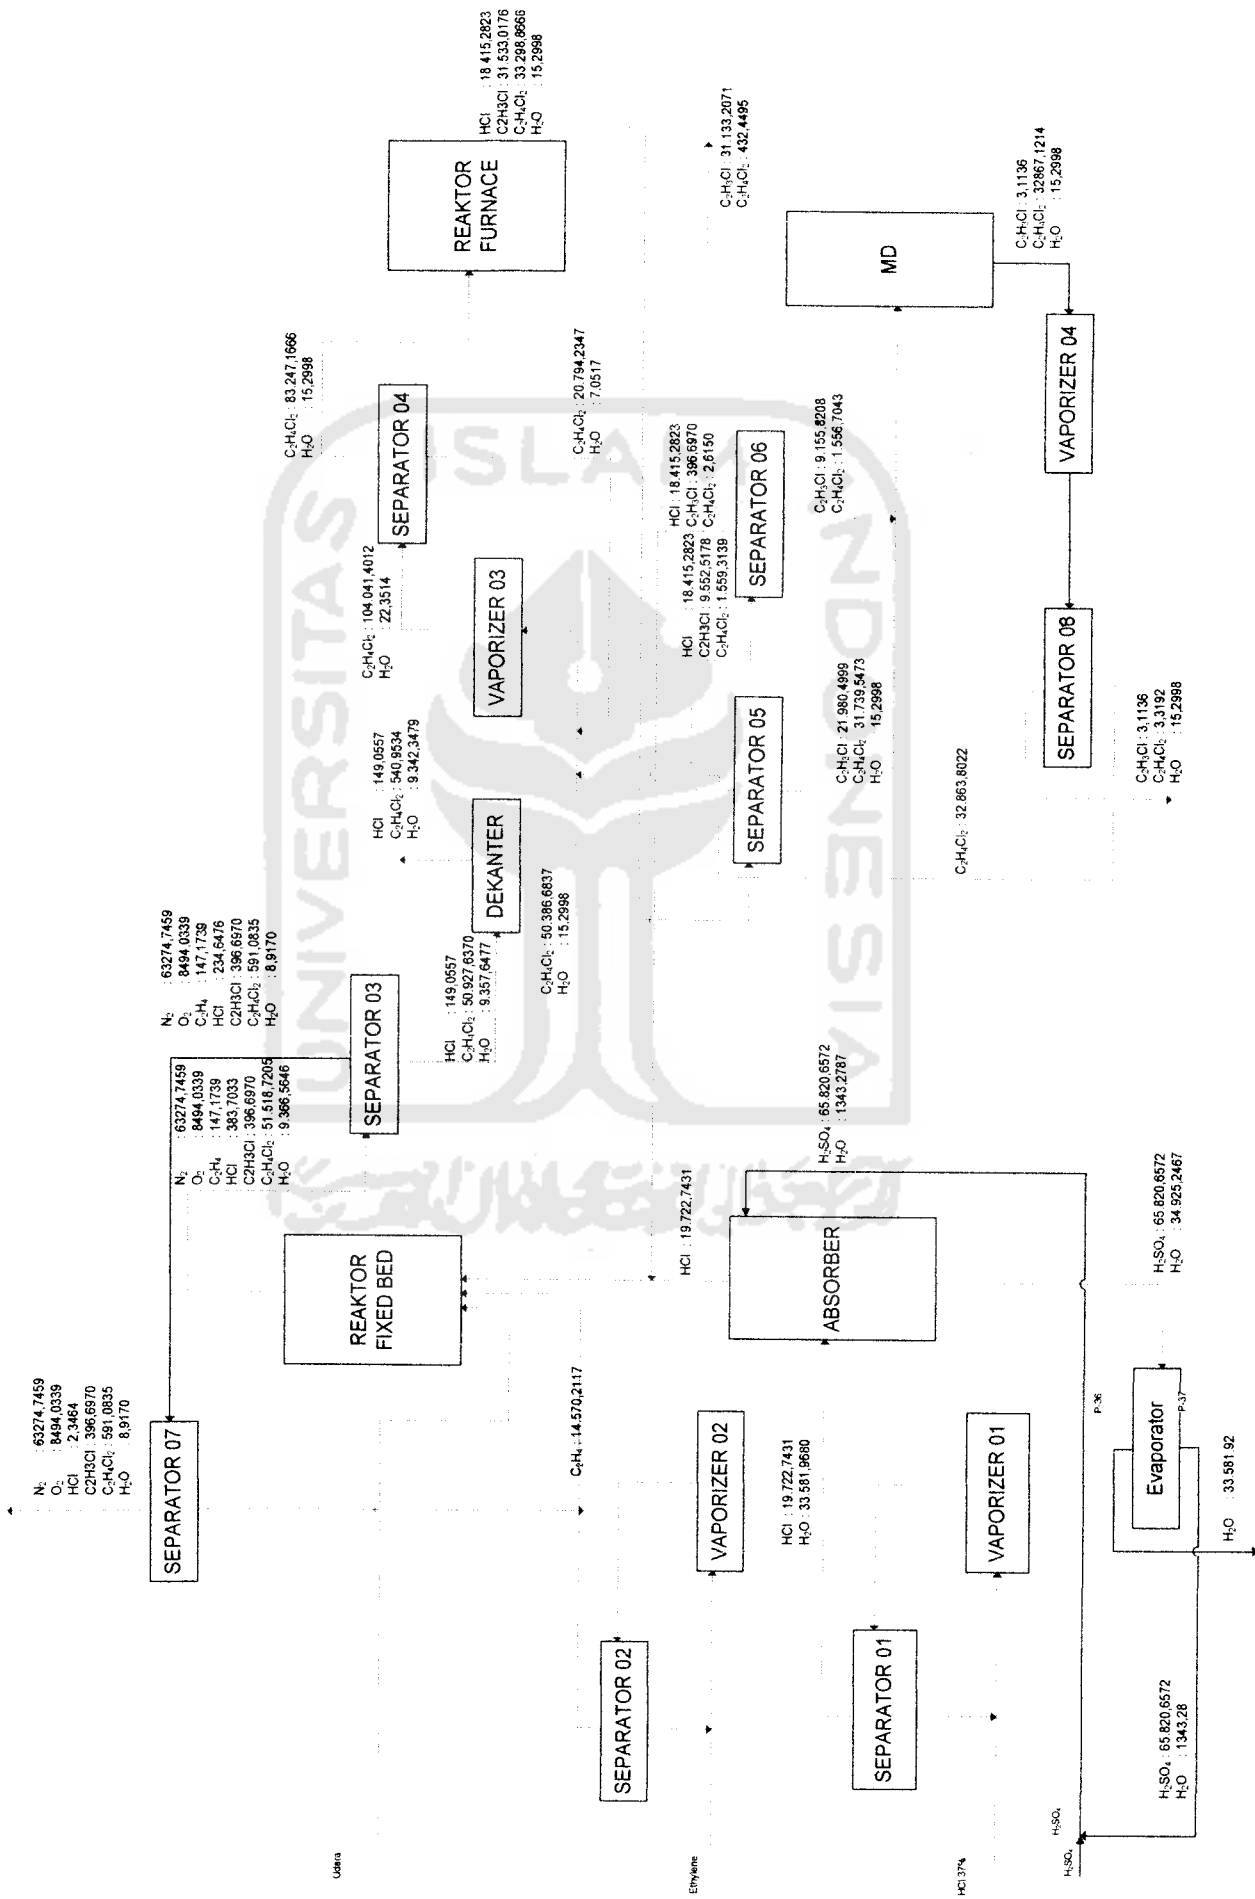 N₂ : 63274,7459
O₂ : 8494,0339
HCl : 2,3464
C2H3Cl : 396,6970
C₂H₄Cl₂ : 591,0835
H₂O : 8,9170
SEPARATOR 07
N₂ : 63274,7459
O₂ : 8494,0339
C₂H₄ : 147,1739
HCl : 234,6476
C2H3Cl : 396,6970
C₂H₄Cl₂ : 591,0835
H₂O : 8,9170
N₂ : 63274,7459
O₂ : 8494,0339
C₂H₄ : 147,1739
HCl : 383,7033
C2H3Cl : 396,6970
C₂H₄Cl₂ : 51.518,7205
H₂O : 9.366,5646
SEPARATOR 03
REAKTOR
FIXED BED
Udara
HCl : 149,0557
C₂H₄Cl₂ : 50.927,6370
H₂O : 9.357,6477
DEKANTER
HCl : 149,0557
C₂H₄Cl₂ : 540,9534
H₂O : 9.342,3479
C₂H₄Cl₂ : 50.386,6837
H₂O : 15,2998
VAPORIZER 03
C₂H₄Cl₂ : 104.041,4012
H₂O : 22,3514
SEPARATOR 04
C₂H₄Cl₂ : 83.247,1666
H₂O : 15,2998
C₂H₄Cl₂ : 20.794,2347
H₂O : 7,0517
REAKTOR
FURNACE
HCl : 18.415,2823
C2H3Cl : 31.533,0176
C₂H₄Cl₂ : 33.298,8666
H₂O : 15,2998
C₂H₄ : 14.570,2117
SEPARATOR 02
VAPORIZER 02
Ethylene
HCl : 19.722,7431
ABSORBER
H₂SO₄ : 65.820,6572
H₂O : 1343,2787
HCl : 19.722,7431
H₂O : 33.581,9680
SEPARATOR 01
VAPORIZER 01
HCl 37%
H₂SO₄
H₂SO₄
P-36
P-37
Evaporator
H₂SO₄ : 65.820,6572
H₂O : 34.925,2467
H₂SO₄ : 65.820,6572
H₂O : 1343,28
H₂O : 33.581,92
SEPARATOR 05
HCl : 18.415,2823
C2H3Cl : 9.552,5178
C₂H₄Cl₂ : 1.559,3139
HCl : 18.415,2823
C₂H₃Cl : 396,6970
C₂H₄Cl₂ : 2,6150
SEPARATOR 06
C₂H₃Cl : 21.980,4999
C₂H₄Cl₂ 31.739,5473
H₂O 15,2998
C₂H₃Cl : 9.155,8208
C₂H₄Cl₂ : 1.556,7043
MD
C₂H₃Cl : 31.133,2071
C₂H₄Cl₂ : 432,4495
C₂H₃Cl : 3,1136
C₂H₄Cl₂ : 32867,1214
H₂O : 15,2998
VAPORIZER 04
SEPARATOR 08
C₂H₄Cl₂ : 32.863,8022
C₂H₃Cl : 3,1136
C₂H₄Cl₂ : 3,3192
H₂O : 15,2998
UNIVERSITAS
ISLAM
INDONESIA